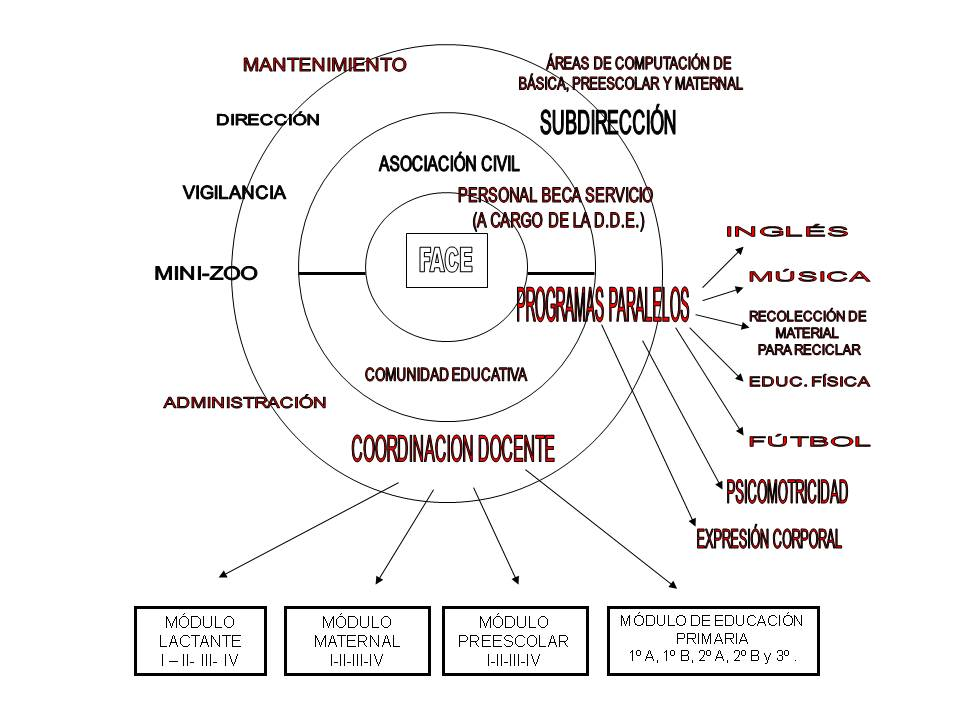 MANTENIMIENTO
ÁREAS DE COMPUTACIÓN DE
BÁSICA, PREESCOLAR Y MATERNAL
DIRECCIÓN
SUBDIRECCIÓN
ASOCIACIÓN CIVIL
VIGILANCIA
PERSONAL BECA SERVICIO
(A CARGO DE LA D.D.E.)
INGLÉS
FACE
MINI-ZOO
MÚSICA
PROGRAMAS PARALELOS
RECOLECCIÓN DE
MATERIAL
PARA RECICLAR
COMUNIDAD EDUCATIVA
EDUC. FÍSICA
ADMINISTRACIÓN
FÚTBOL
COORDINACION DOCENTE
PSICOMOTRICIDAD
EXPRESIÓN CORPORAL
MÓDULO
LACTANTE
I – II- III- IV
MÓDULO
MATERNAL
I-II-III-IV
MÓDULO
PREESCOLAR
I-II-III-IV
MÓDULO DE EDUCACIÓN
PRIMARIA
1º A, 1º B, 2º A, 2º B y 3º .